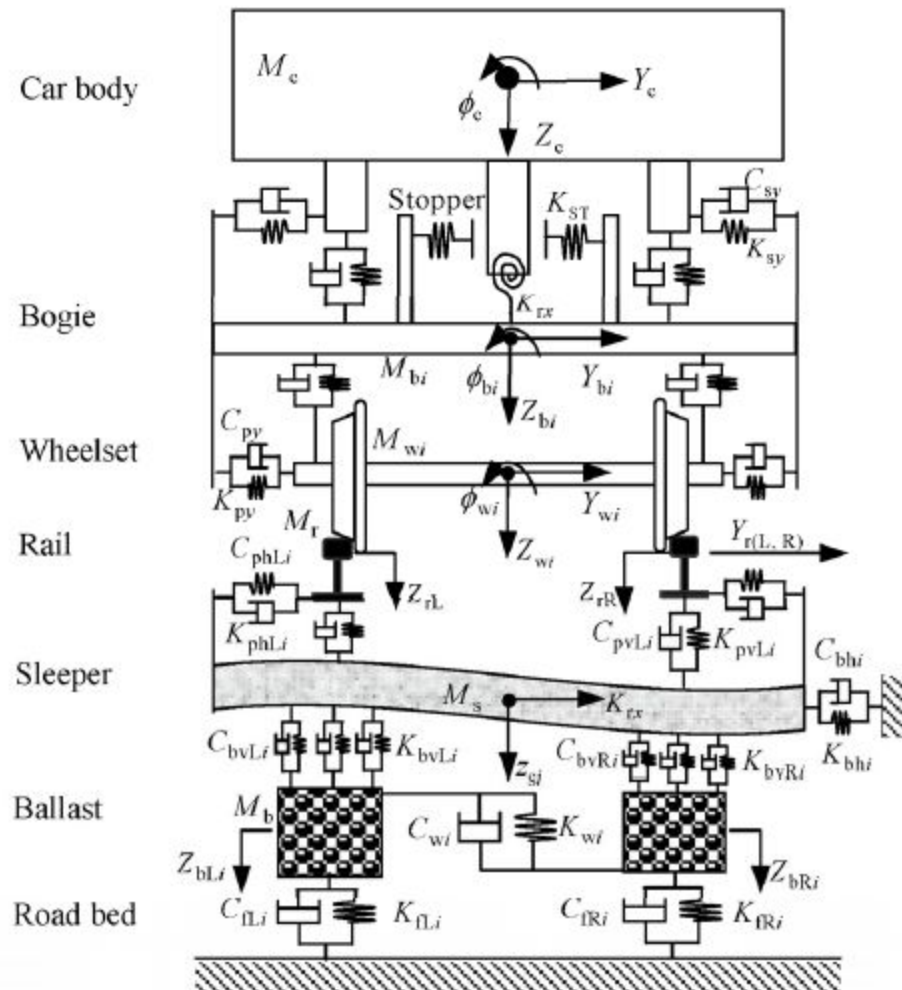 Car body
M_c
φ_c
Y_c
Z_c
Stopper
K_ST
C_sy
K_sy
K_rx
Bogie
M_bi
φ_bi
Y_bi
Z_bi
C_py
Wheelset
M_wi
K_py
φ_wi
Y_wi
M_r
Z_wi
Rail
Y_r(L, R)
C_phLi
Z_rL
Z_rR
K_phLi
C_pvLi
K_pvLi
C_bhi
Sleeper
M_s
K_rx
C_bvLi
K_bvLi
z_si
C_bvRi
K_bvRi
K_bhi
Ballast
M_b
C_wi
K_wi
Z_bLi
Z_bRi
Road bed
C_fLi
K_fLi
C_fRi
K_fRi